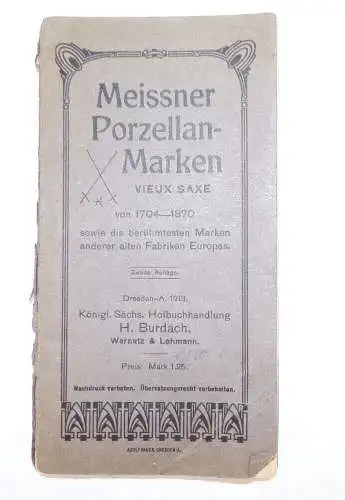 Meissner
Porzellan-
Marken
VIEUX SAXE
von 1704—1870
sowie die berühmtesten Marken
anderer alten Fabriken Europas.
Zweite Auflage.
Dresden-A. 1913.
Königl. Sächs. Hofbuchhandlung
H. Burdach.
Warnatz & Lehmann.
Preis: Mark 1.25.
Nachdruck verboten. Übersetzungsrecht vorbehalten.